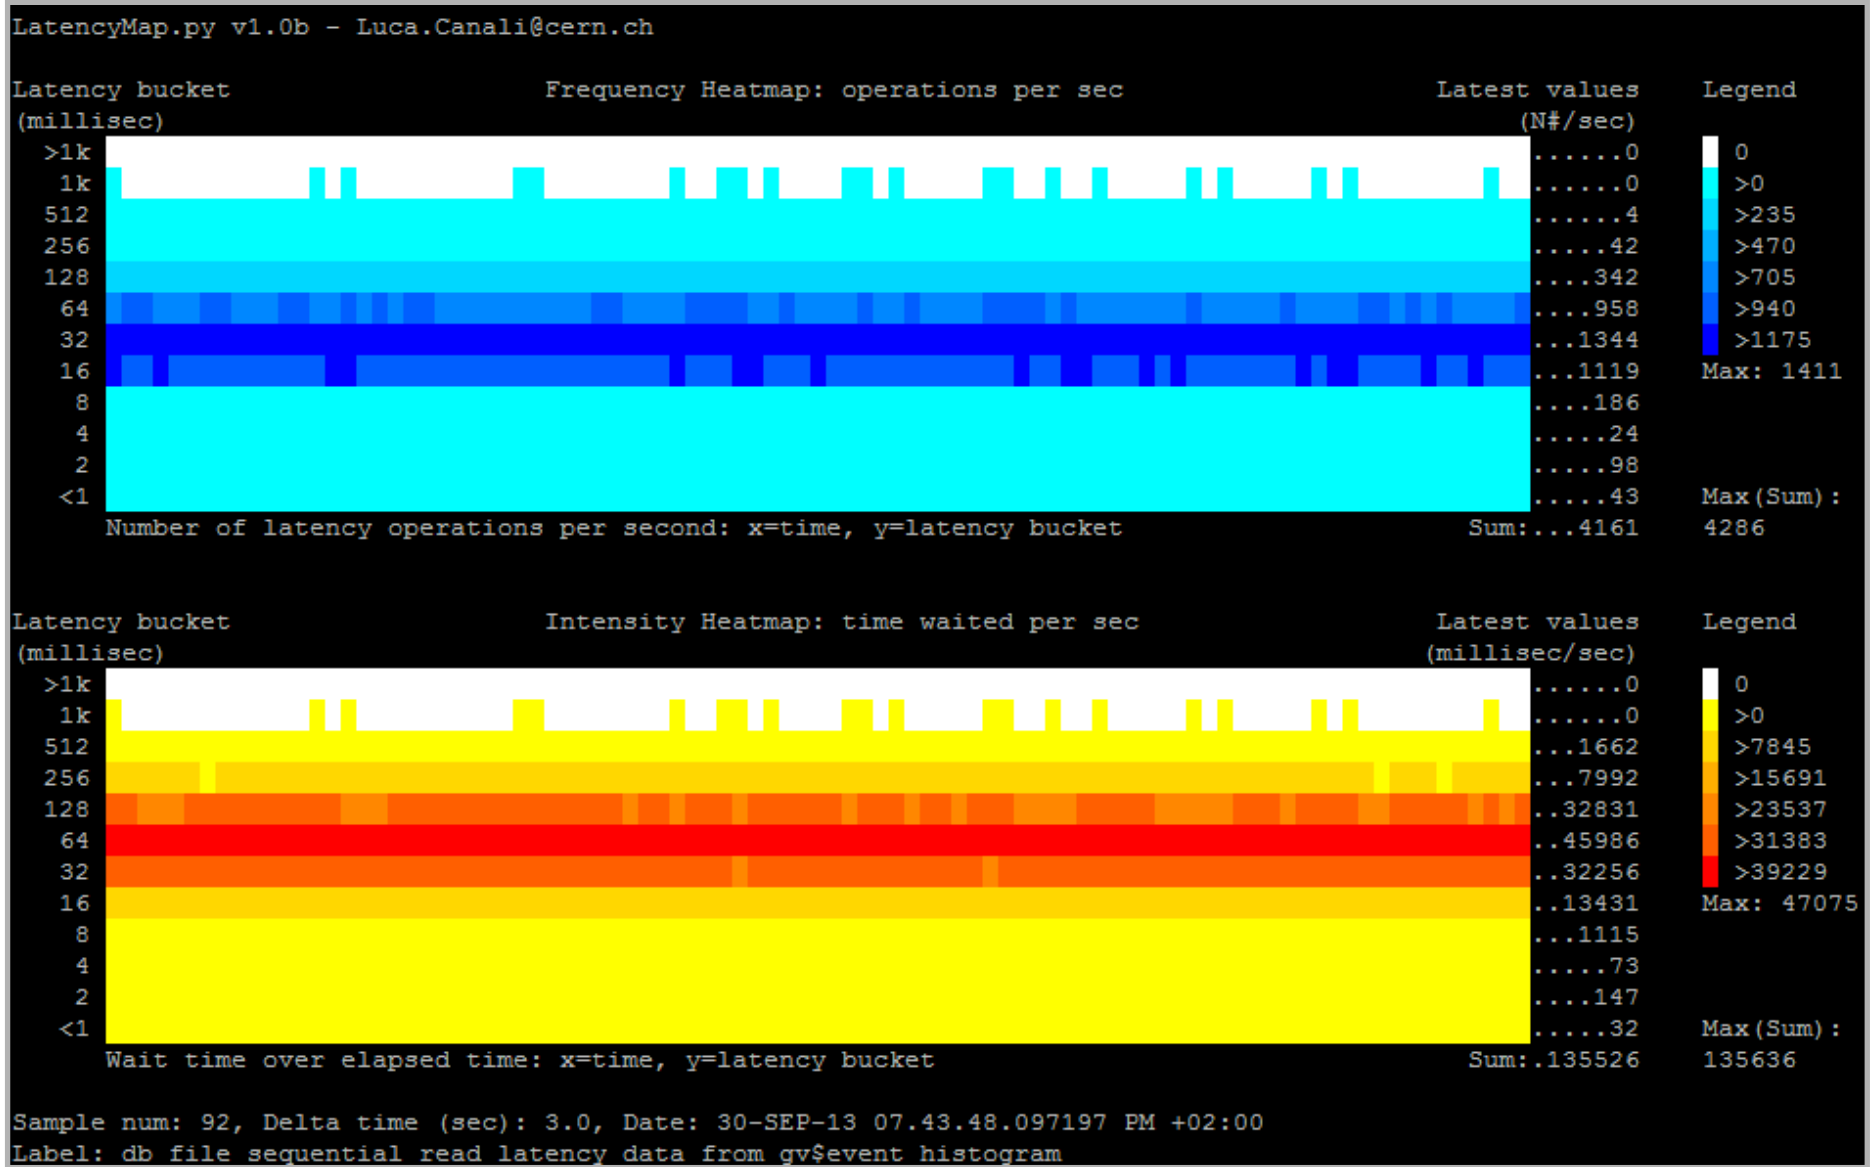 LatencyMap.py v1.0b - Luca.Canali@cern.ch
Latency bucket Frequency Heatmap: operations per sec Latest values Legend
(millisec) (N#/sec)
>1k ......0 0
1k ......0 >0
512 ......4 >235
256 .....42 >470
128 ....342 >705
64 ....958 >940
32 ...1344 >1175
16 ...1119 Max: 1411
8 ....186
4 .....24
2 .....98
<1 .....43 Max(Sum):
Number of latency operations per second: x=time, y=latency bucket Sum:...4161 4286
Latency bucket Intensity Heatmap: time waited per sec Latest values Legend
(millisec) (millisec/sec)
>1k ......0 0
1k ......0 >0
512 ...1662 >7845
256 ...7992 >15691
128 ..32831 >23537
64 ..45986 >31383
32 ..32256 >39229
16 ..13431 Max: 47075
8 ...1115
4 .....73
2 ....147
<1 .....32 Max(Sum):
Wait time over elapsed time: x=time, y=latency bucket Sum:.135526 135636
Sample num: 92, Delta time (sec): 3.0, Date: 30-SEP-13 07.43.48.097197 PM +02:00
Label: db file sequential read latency data from gv$event_histogram